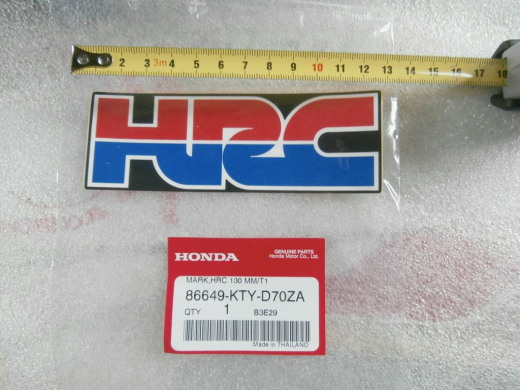 2 3 3m 4 5 6 7 8 9 10 11 12 13 14 15 16 17 18
HRC
HONDA
GENUINE PARTS
Honda Motor Co., Ltd.
MARK,HRC 130 MM/T1
86649-KTY-D70ZA
QTY 1 B3E29
Made in THAILAND